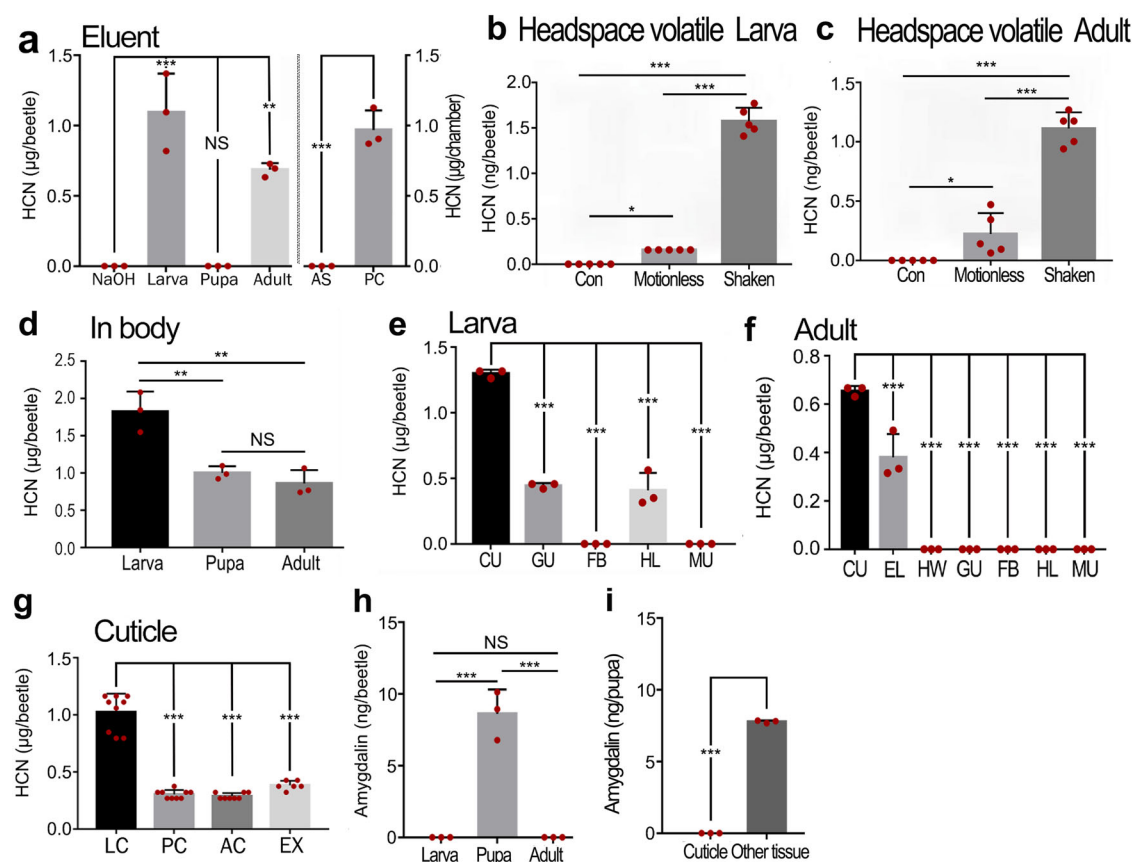 a Eluent
HCN (µg/beetle)
1.5
1.0
0.5
0.0
***
NS
**
***
NaOH Larva Pupa Adult AS PC
1.5
1.0
0.5
0.0
HCN (µg/chamber)
b Headspace volatile Larva
HCN (ng/beetle)
2.0
1.5
1.0
0.5
0.0
***
***
*
Con Motionless Shaken
c Headspace volatile Adult
HCN (ng/beetle)
1.5
1.0
0.5
0.0
***
***
*
Con Motionless Shaken
d In body
HCN (µg/beetle)
2.5
2.0
1.5
1.0
0.5
0.0
**
**
NS
Larva Pupa Adult
e Larva
HCN (µg/beetle)
1.5
1.0
0.5
0.0
***
***
***
***
CU GU FB HL MU
f Adult
HCN (µg/beetle)
0.8
0.6
0.4
0.2
0.0
***
*** *** *** *** ***
CU EL HW GU FB HL MU
g Cuticle
HCN (µg/beetle)
1.5
1.0
0.5
0.0
*** *** ***
LC PC AC EX
h
Amygdalin (ng/beetle)
15
10
5
0
NS
*** ***
Larva Pupa Adult
i
Amygdalin (ng/pupa)
15
10
5
0
***
Cuticle Other tissue